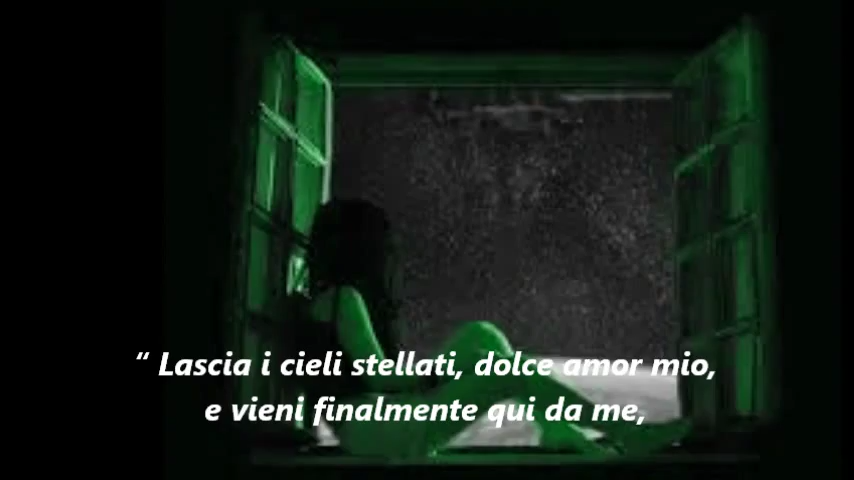 “ Lascia i cieli stellati, dolce amor mio,
e vieni finalmente qui da me,